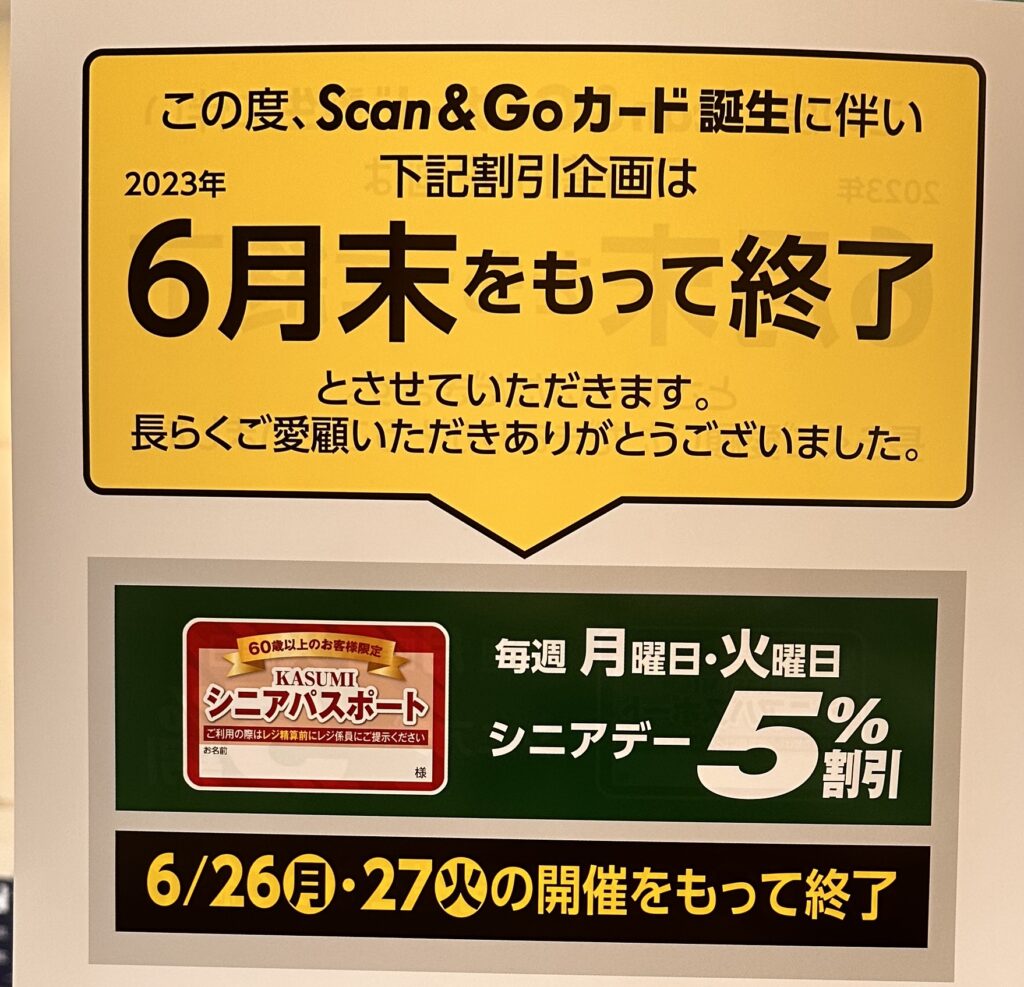 この度、Scan&Goカード誕生に伴い
2023年 下記割引企画は
6月末をもって終了
とさせていただきます。
長らくご愛顧いただきありがとうございました。
60歳以上のお客様限定
KASUMI
シニアパスポート
ご利用の際はレジ精算前にレジ係員にご提示ください
お名前
様
毎週 月曜日・火曜日
シニアデー5%割引
6/26月・27火の開催をもって終了